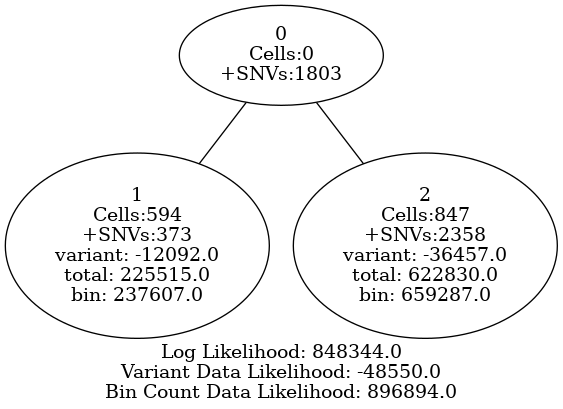 0
Cells:0
+SNVs:1803
1
Cells:594
+SNVs:373
variant: -12092.0
total: 225515.0
bin: 237607.0
2
Cells:847
+SNVs:2358
variant: -36457.0
total: 622830.0
bin: 659287.0
Log Likelihood: 848344.0
Variant Data Likelihood: -48550.0
Bin Count Data Likelihood: 896894.0